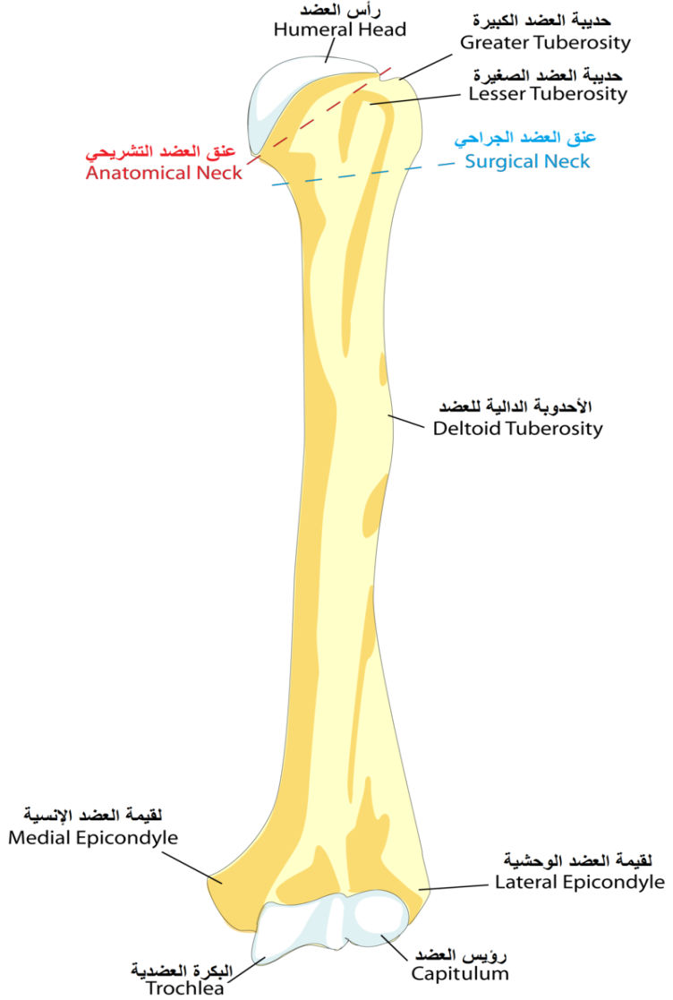 رأس العضد
Humeral Head
حديبة العضد الكبيرة
Greater Tuberosity
حديبة العضد الصغيرة
Lesser Tuberosity
عنق العضد التشريحي
Anatomical Neck
عنق العضد الجراحي
Surgical Neck
الأحدوبة الدالية للعضد
Deltoid Tuberosity
لقيمة العضد الإنسية
Medial Epicondyle
لقيمة العضد الوحشية
Lateral Epicondyle
البكرة العضدية
Trochlea
رؤيس العضد
Capitulum